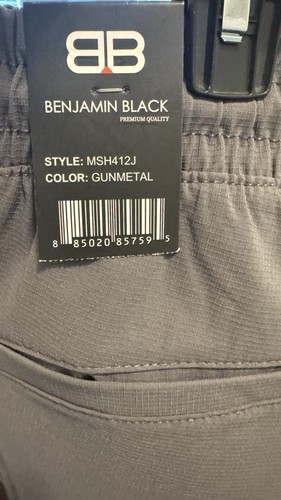 BB
BENJAMIN BLACK
PREMIUM QUALITY
STYLE: MSH412J
COLOR: GUNMETAL
8 85020 85759 5